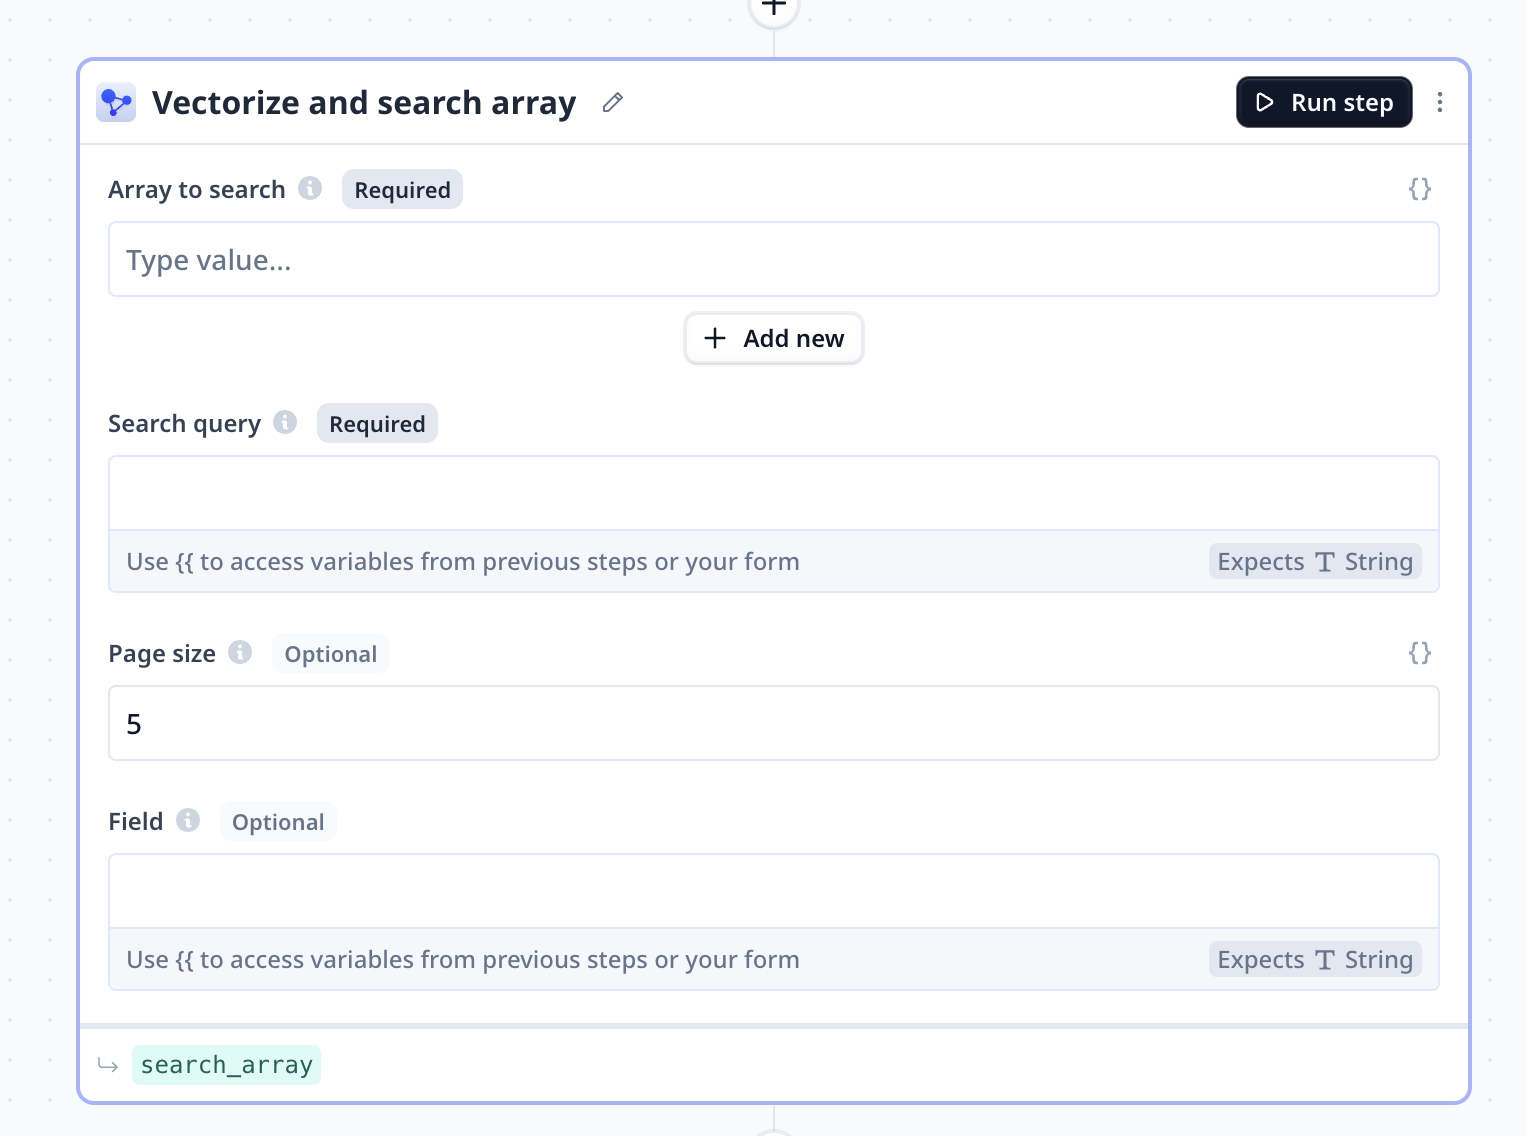 Vectorize and search array
Run step
Array to search
Required
Type value...
Add new
Search query
Required
Use {{ to access variables from previous steps or your form
Expects T String
Page size
Optional
5
Field
Optional
Use {{ to access variables from previous steps or your form
Expects T String
search_array